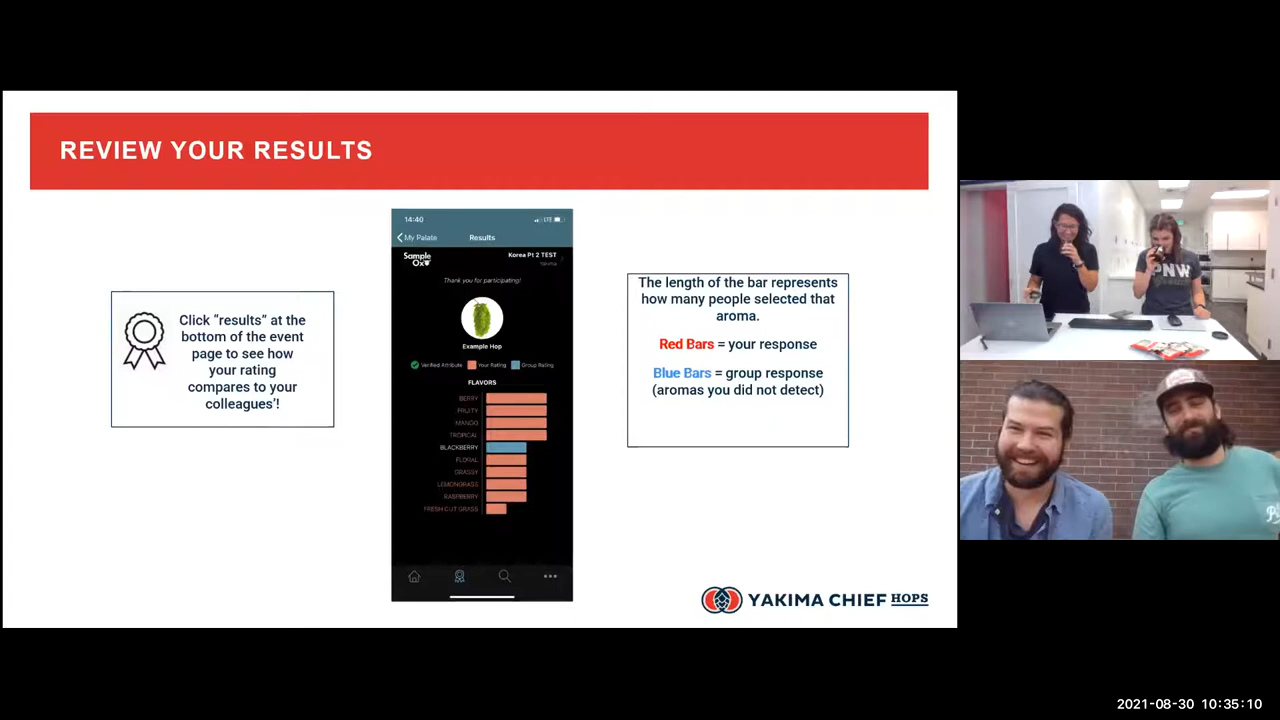 REVIEW YOUR RESULTS
Click “results” at the
bottom of the event
page to see how
your rating
compares to your
colleagues’!
14:40
LTE
My Palate
Results
Sample
Ox
Korea Pt 2 TEST
Yakima
Thank you for participating!
Example Hop
Verified Attribute
Your Rating
Group Rating
FLAVORS
BERRY
FRUITY
MANGO
TROPICAL
BLACKBERRY
FLORAL
GRASSY
LEMONGRASS
RASPBERRY
FRESH CUT GRASS
The length of the bar represents
how many people selected that
aroma.
Red Bars = your response
Blue Bars = group response
(aromas you did not detect)
YAKIMA CHIEF HOPS
PNW
2021-08-30 10:35:10